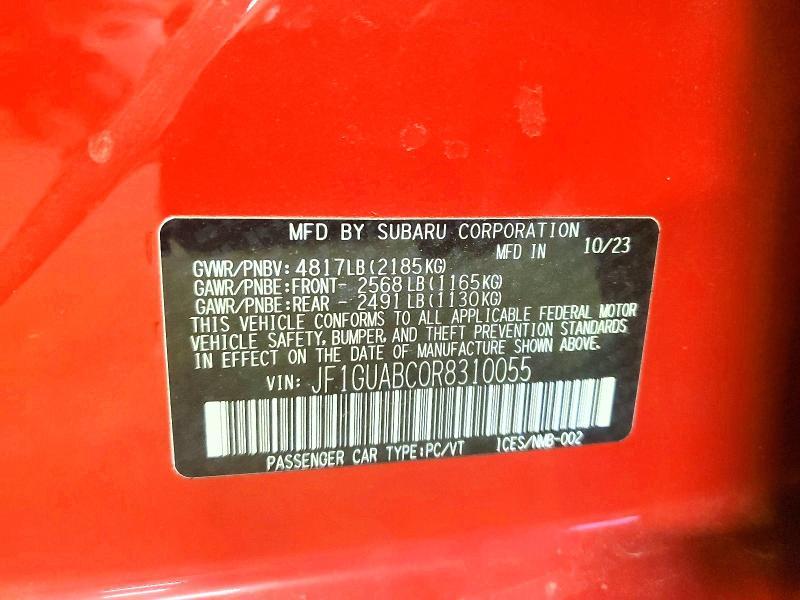 MFD BY SUBARU CORPORATION
MFD IN 10/23
GVWR/PNBV: 4817LB(2185KG)
GAWR/PNBE:FRONT- 2568LB(1165KG)
GAWR/PNBE:REAR - 2491LB(1130KG)
THIS VEHICLE CONFORMS TO ALL APPLICABLE FEDERAL MOTOR
VEHICLE SAFETY, BUMPER, AND THEFT PREVENTION STANDARDS
IN EFFECT ON THE DATE OF MANUFACTURE SHOWN ABOVE.
VIN: JF1GUABC0R8310055
PASSENGER CAR TYPE:PC/VT ICES/NMB-002